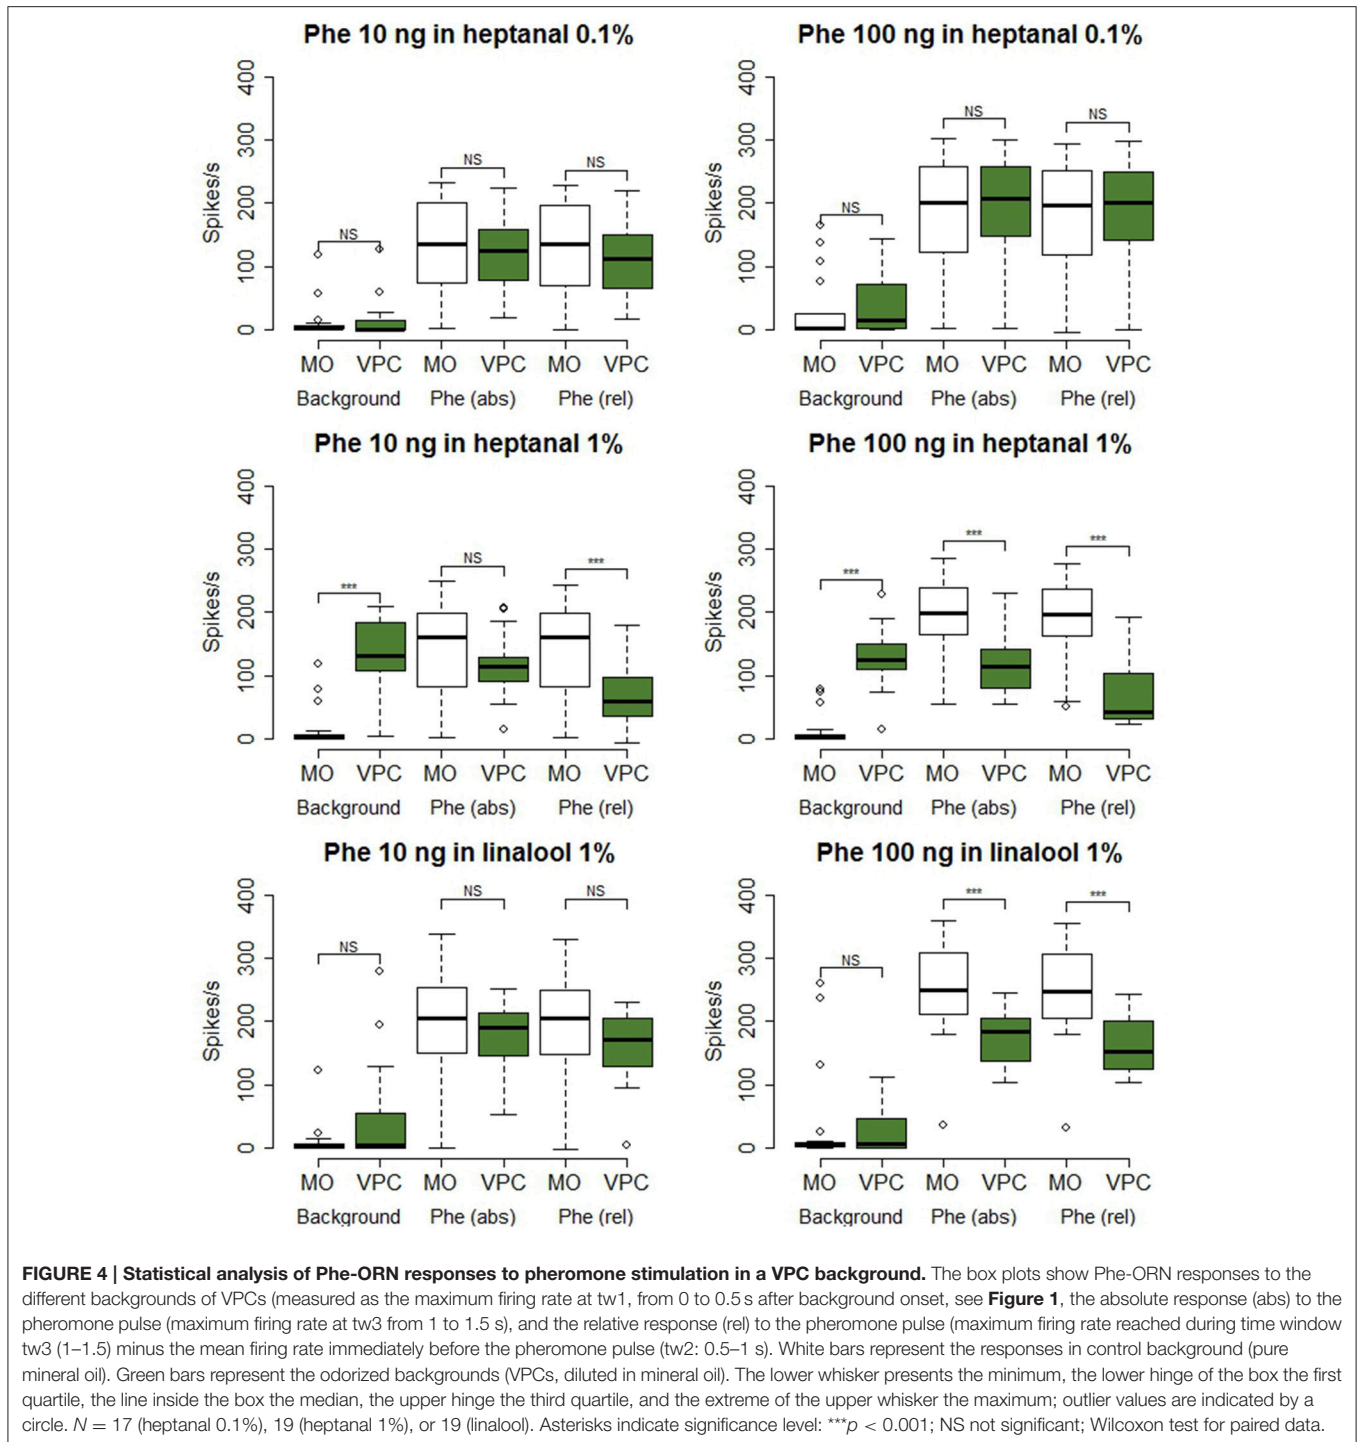 Phe 10 ng in heptanal 0.1%
400
300
200
100
0
Spikes/s
NS
NS
NS
MO VPC MO VPC MO VPC
Background Phe (abs) Phe (rel)
Phe 100 ng in heptanal 0.1%
400
300
200
100
0
Spikes/s
NS
NS
NS
MO VPC MO VPC MO VPC
Background Phe (abs) Phe (rel)
Phe 10 ng in heptanal 1%
400
300
200
100
0
Spikes/s
***
NS
***
MO VPC MO VPC MO VPC
Background Phe (abs) Phe (rel)
Phe 100 ng in heptanal 1%
400
300
200
100
0
Spikes/s
***
***
***
MO VPC MO VPC MO VPC
Background Phe (abs) Phe (rel)
Phe 10 ng in linalool 1%
400
300
200
100
0
Spikes/s
NS
NS
NS
MO VPC MO VPC MO VPC
Background Phe (abs) Phe (rel)
Phe 100 ng in linalool 1%
400
300
200
100
0
Spikes/s
NS
***
***
MO VPC MO VPC MO VPC
Background Phe (abs) Phe (rel)
FIGURE 4 | Statistical analysis of Phe-ORN responses to pheromone stimulation in a VPC background. The box plots show Phe-ORN responses to the
different backgrounds of VPCs (measured as the maximum firing rate at tw1, from 0 to 0.5 s after background onset, see Figure 1, the absolute response (abs) to the
pheromone pulse (maximum firing rate at tw3 from 1 to 1.5 s), and the relative response (rel) to the pheromone pulse (maximum firing rate reached during time window
tw3 (1–1.5) minus the mean firing rate immediately before the pheromone pulse (tw2: 0.5–1 s). White bars represent the responses in control background (pure
mineral oil). Green bars represent the odorized backgrounds (VPCs, diluted in mineral oil). The lower whisker presents the minimum, the lower hinge of the box the first
quartile, the line inside the box the median, the upper hinge the third quartile, and the extreme of the upper whisker the maximum; outlier values are indicated by a
circle. N = 17 (heptanal 0.1%), 19 (heptanal 1%), or 19 (linalool). Asterisks indicate significance level: ***p < 0.001; NS not significant; Wilcoxon test for paired data.